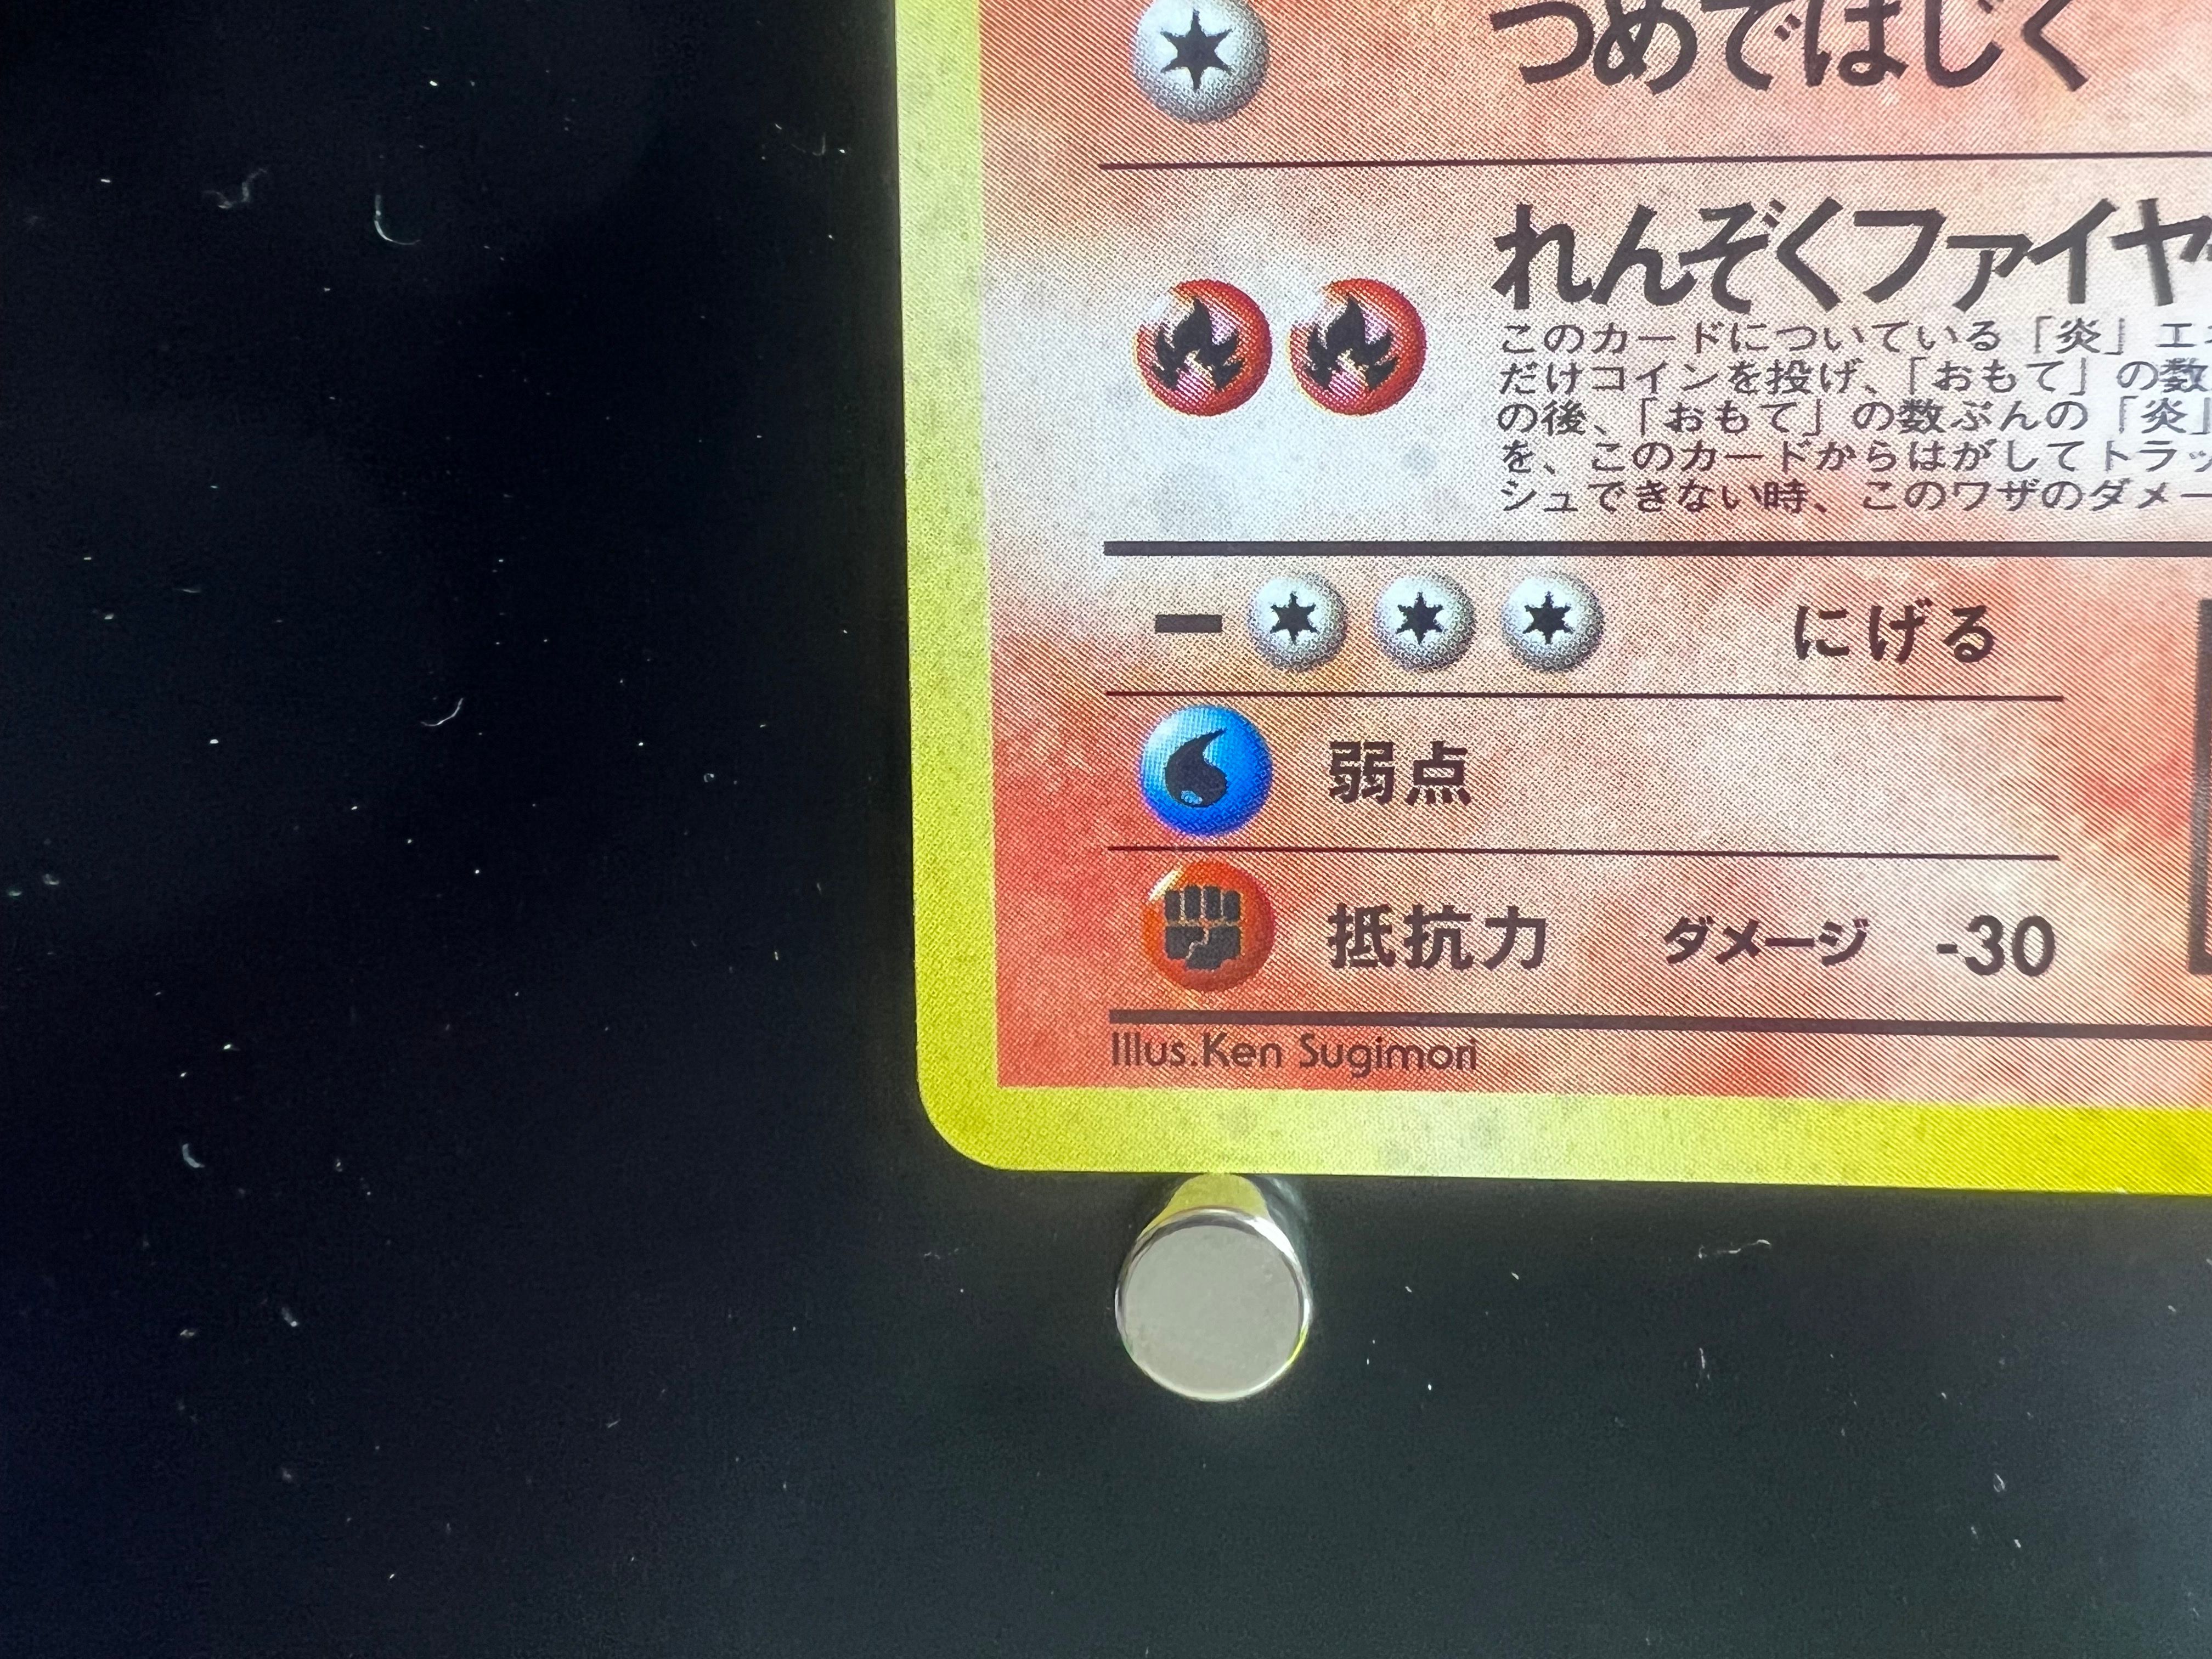 つめではじく
れんぞくファイヤ
このカードについている「炎」エネ
だけコインを投げ、「おもて」の数
の後、「おもて」の数ぶんの「炎」
を、このカードからはがしてトラッ
シュできない時、このワザのダメー
にげる
弱点
抵抗力 ダメージ -30
Illus.Ken Sugimori